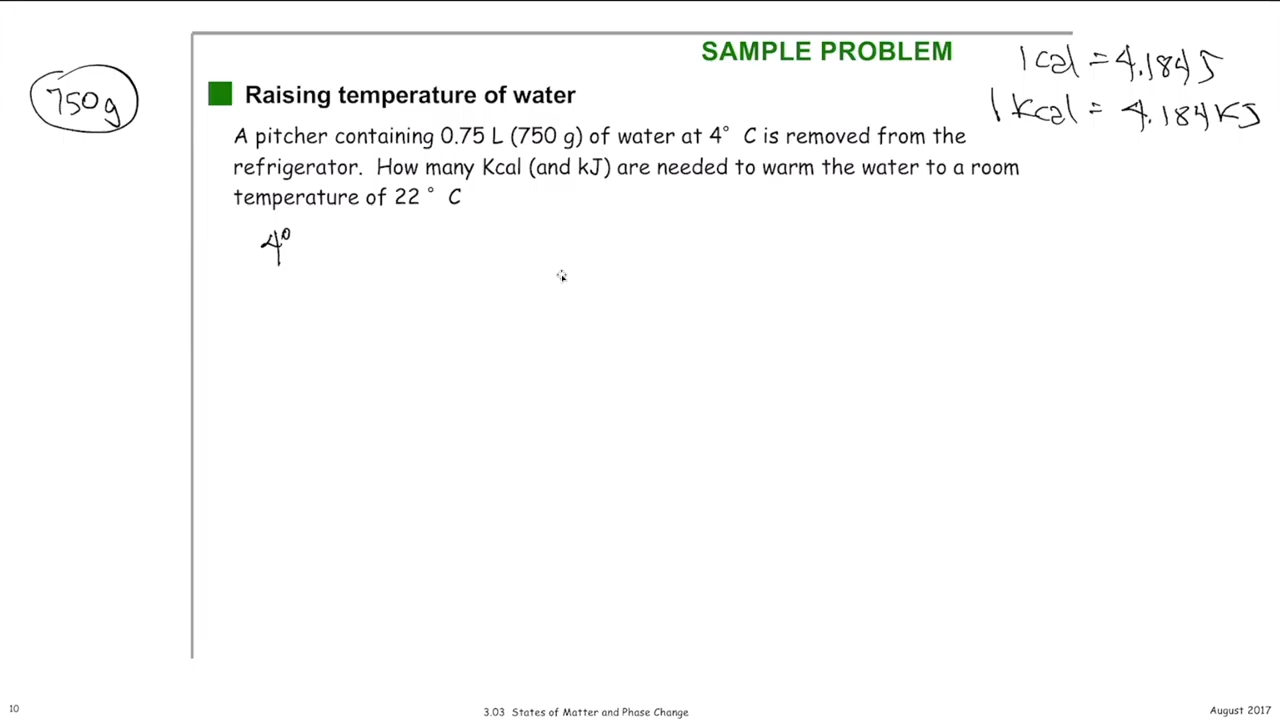 SAMPLE PROBLEM
1 cal = 4.184 J
750 g
Raising temperature of water
1 Kcal = 4.184 KJ
A pitcher containing 0.75 L (750 g) of water at 4° C is removed from the
refrigerator. How many Kcal (and kJ) are needed to warm the water to a room
temperature of 22 ° C
4°
10
3.03 States of Matter and Phase Change
August 2017